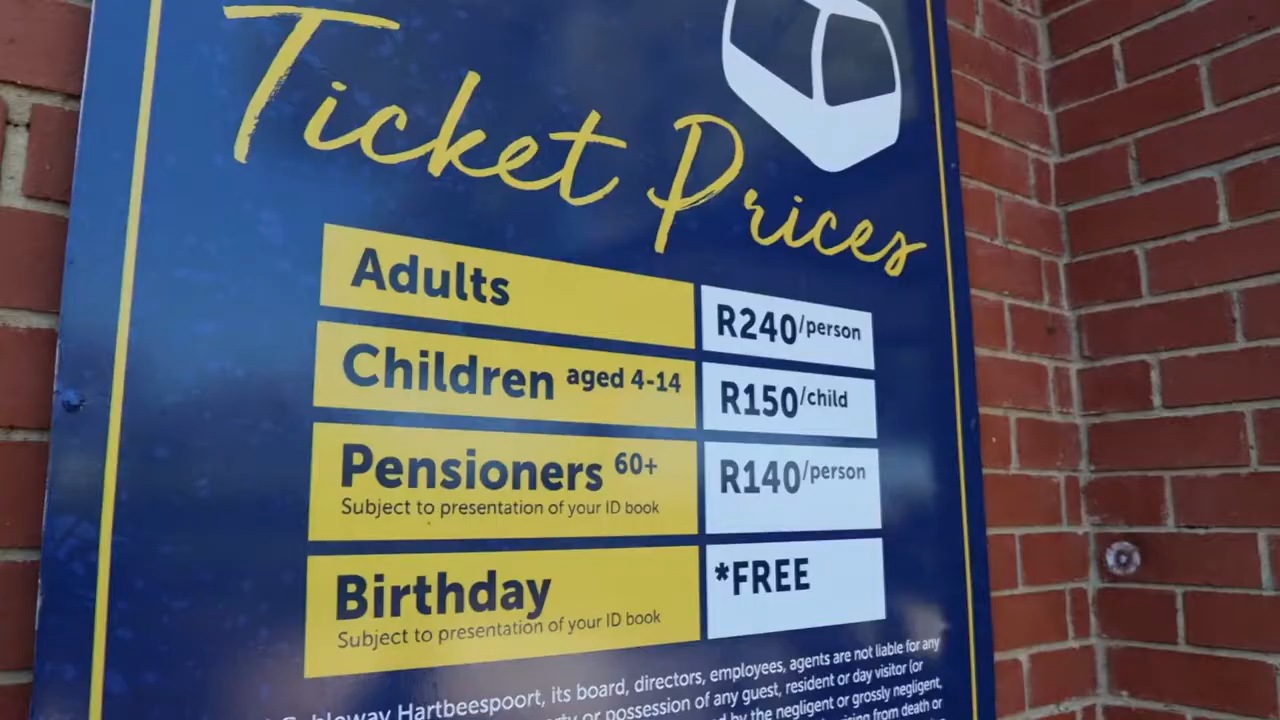 Ticket Prices
Adults R240/person
Children aged 4-14 R150/child
Pensioners 60+ R140/person
Subject to presentation of your ID book
Birthday *FREE
Subject to presentation of your ID book
Hartbeespoort, its board, directors, employees, agents are not liable for any
or possession of any guest, resident or day visitor (or
by the negligent or grossly negligent,
from death or